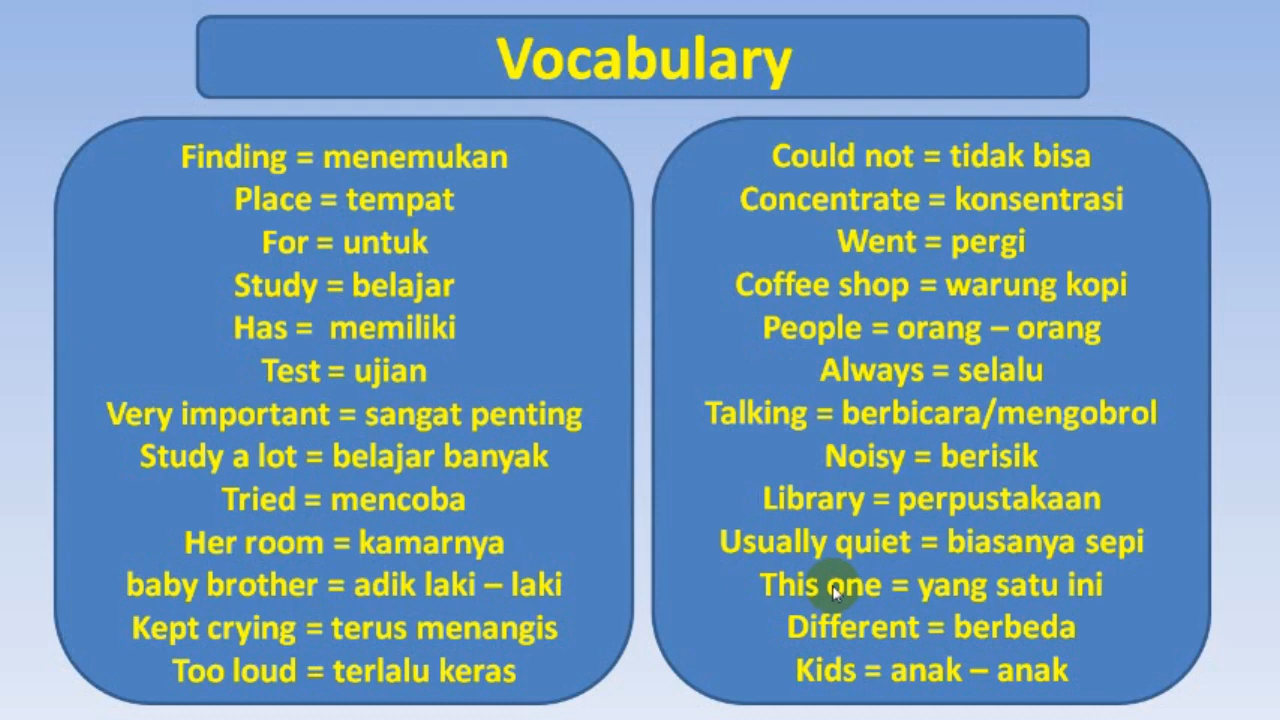 Vocabulary
Finding = menemukan
Place = tempat
For = untuk
Study = belajar
Has = memiliki
Test = ujian
Very important = sangat penting
Study a lot = belajar banyak
Tried = mencoba
Her room = kamarnya
baby brother = adik laki – laki
Kept crying = terus menangis
Too loud = terlalu keras
Could not = tidak bisa
Concentrate = konsentrasi
Went = pergi
Coffee shop = warung kopi
People = orang – orang
Always = selalu
Talking = berbicara/mengobrol
Noisy = berisik
Library = perpustakaan
Usually quiet = biasanya sepi
This one = yang satu ini
Different = berbeda
Kids = anak – anak